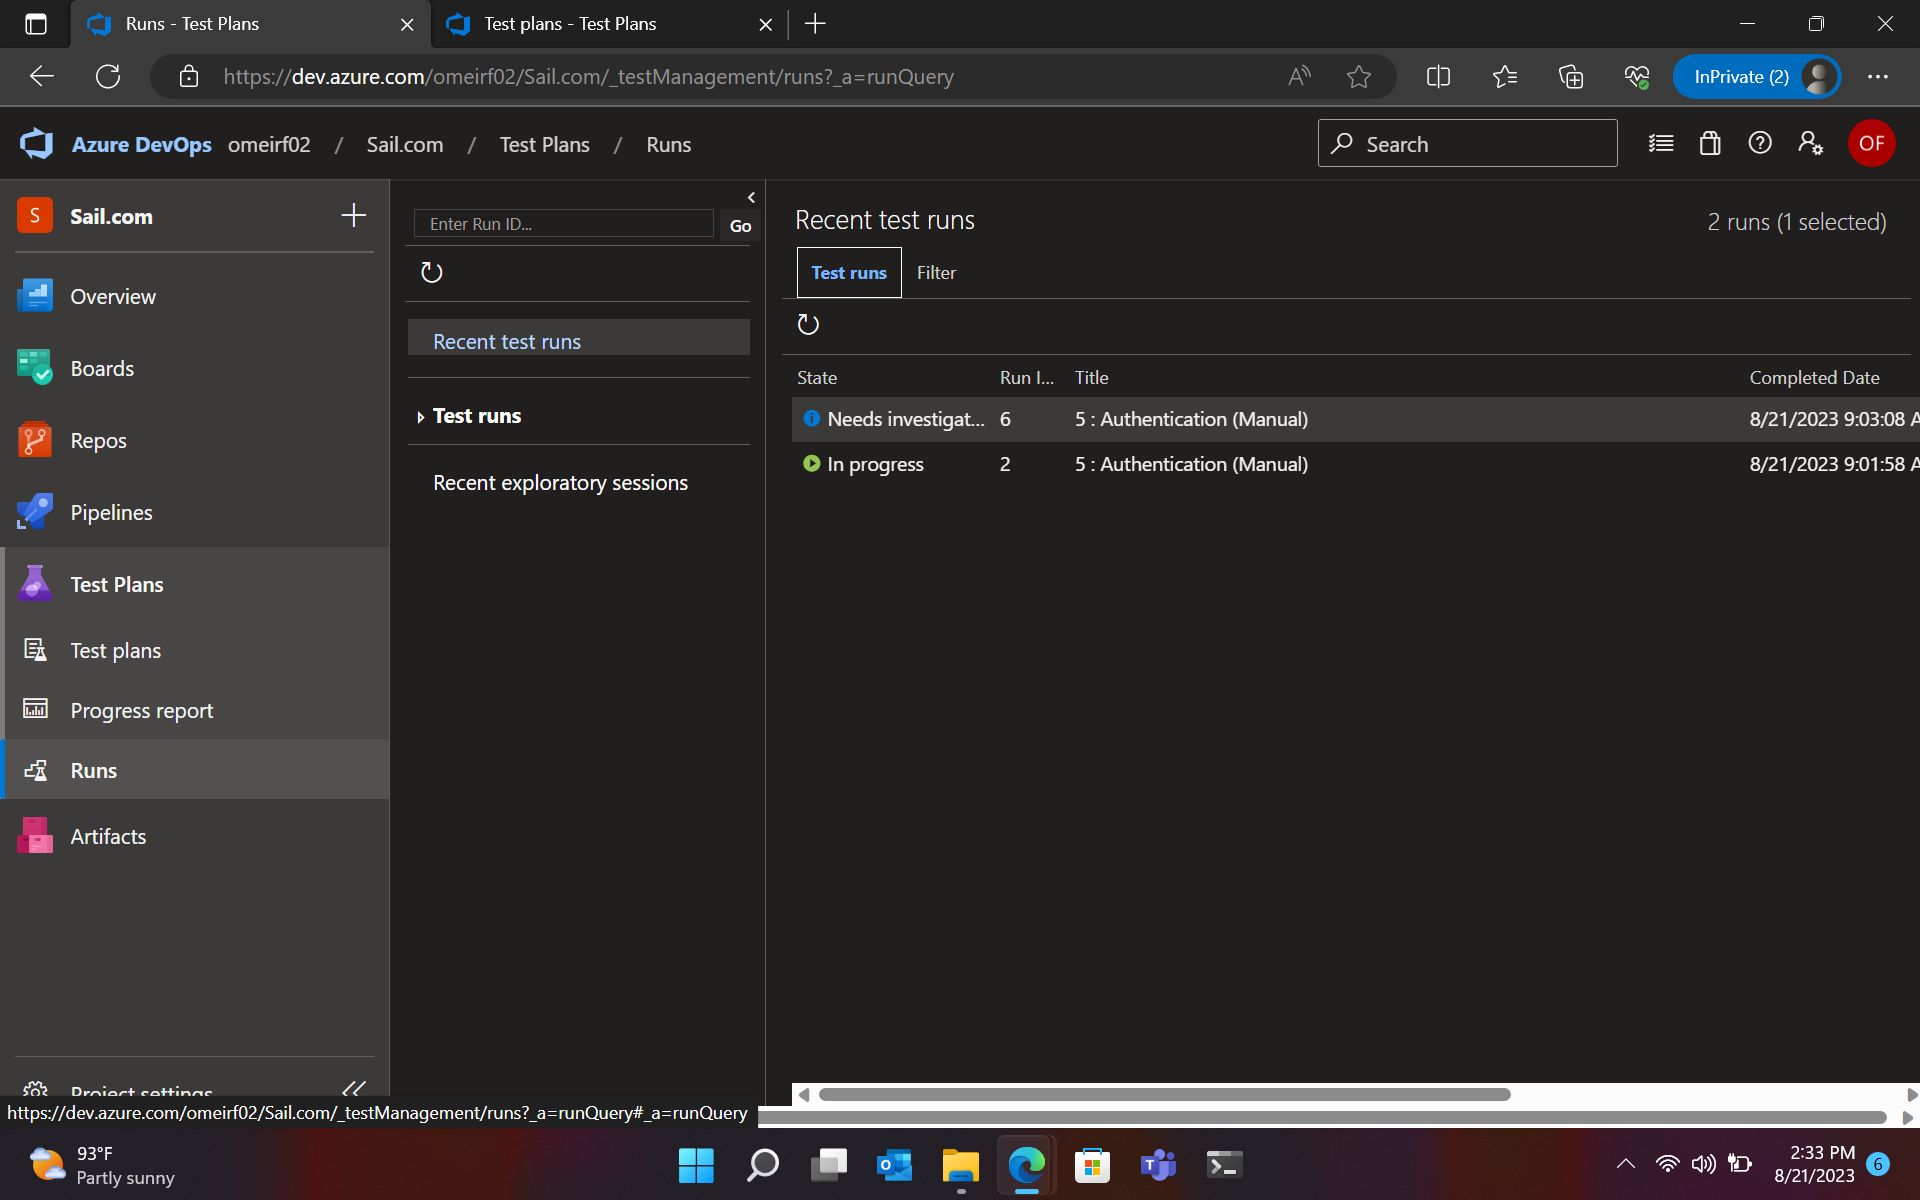 Runs - Test Plans
Test plans - Test Plans
https://dev.azure.com/omeirf02/Sail.com/_testManagement/runs?_a=runQuery
InPrivate (2)
Azure DevOps omeirf02 / Sail.com / Test Plans / Runs
Search
OF
S Sail.com
Overview
Boards
Repos
Pipelines
Test Plans
Test plans
Progress report
Runs
Artifacts
Project settings
Enter Run ID...
Go
Recent test runs
Test runs
Recent exploratory sessions
Recent test runs
2 runs (1 selected)
Test runs Filter
State Run I... Title Completed Date
Needs investigat... 6 5 : Authentication (Manual) 8/21/2023 9:03:08 A
In progress 2 5 : Authentication (Manual) 8/21/2023 9:01:58 A
https://dev.azure.com/omeirf02/Sail.com/_testManagement/runs?_a=runQuery#_a=runQuery
93°F
Partly sunny
2:33 PM
8/21/2023
6